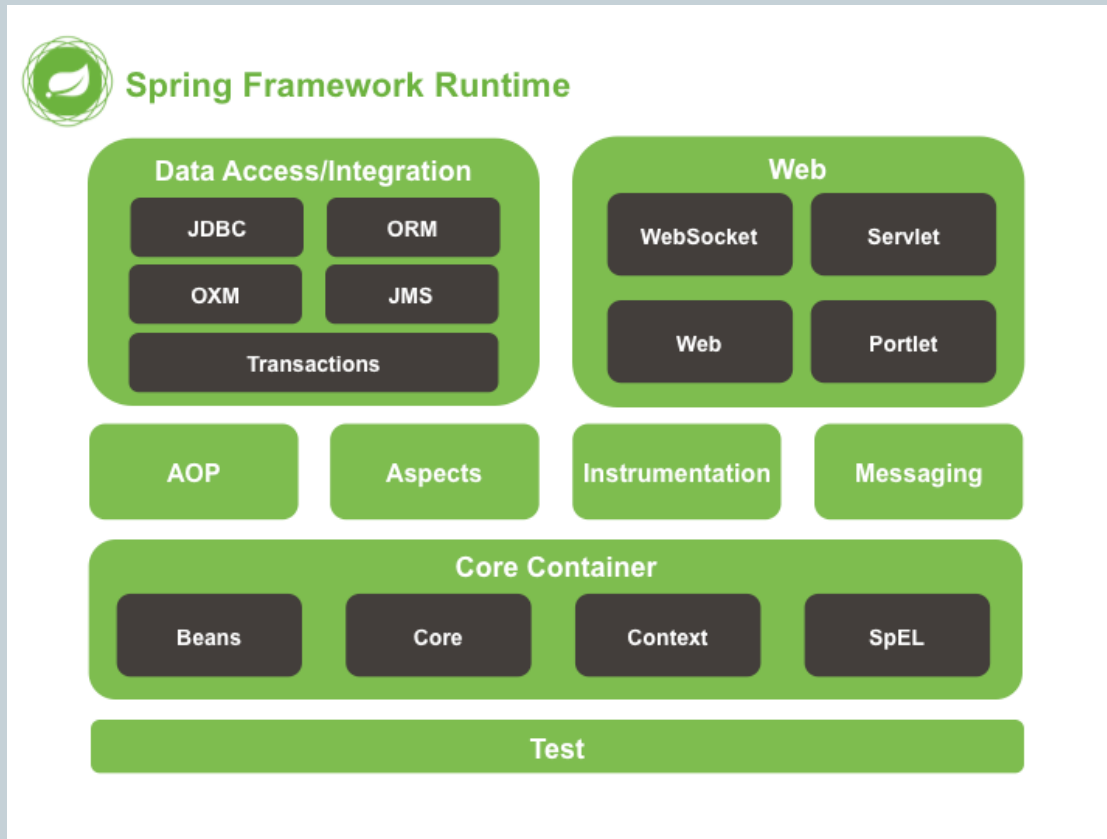 Spring Framework Runtime
Data Access/Integration
JDBC
ORM
OXM
JMS
Transactions
Web
WebSocket
Servlet
Web
Portlet
AOP
Aspects
Instrumentation
Messaging
Core Container
Beans
Core
Context
SpEL
Test